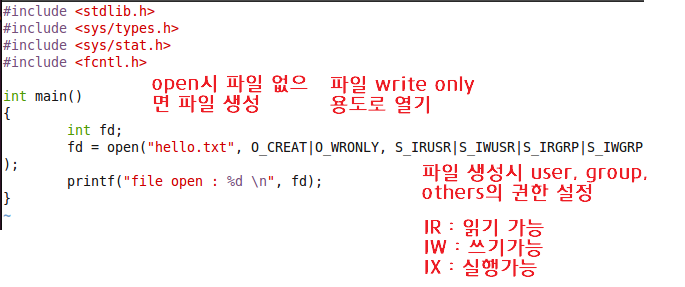 #include <stdlib.h>
#include <sys/types.h>
#include <sys/stat.h>
#include <fcntl.h>
open시 파일 없으
면 파일 생성
파일 write only
용도로 열기
int main()
{
int fd;
fd = open("hello.txt", O_CREAT|O_WRONLY, S_IRUSR|S_IWUSR|S_IRGRP|S_IWGRP
);
printf("file open : %d \n", fd);
}
~
파일 생성시 user, group,
others의 권한 설정
IR : 읽기 가능
IW : 쓰기가능
IX : 실행가능